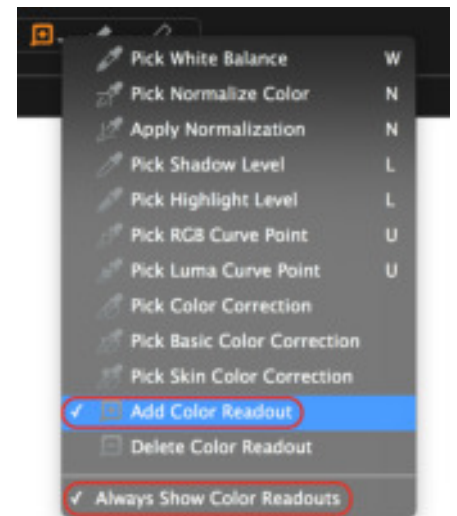 Pick White Balance W
Pick Normalize Color N
Apply Normalization N
Pick Shadow Level L
Pick Highlight Level L
Pick RGB Curve Point U
Pick Luma Curve Point U
Pick Color Correction
Pick Basic Color Correction
Pick Skin Color Correction
✓ Add Color Readout
Delete Color Readout
✓ Always Show Color Readouts